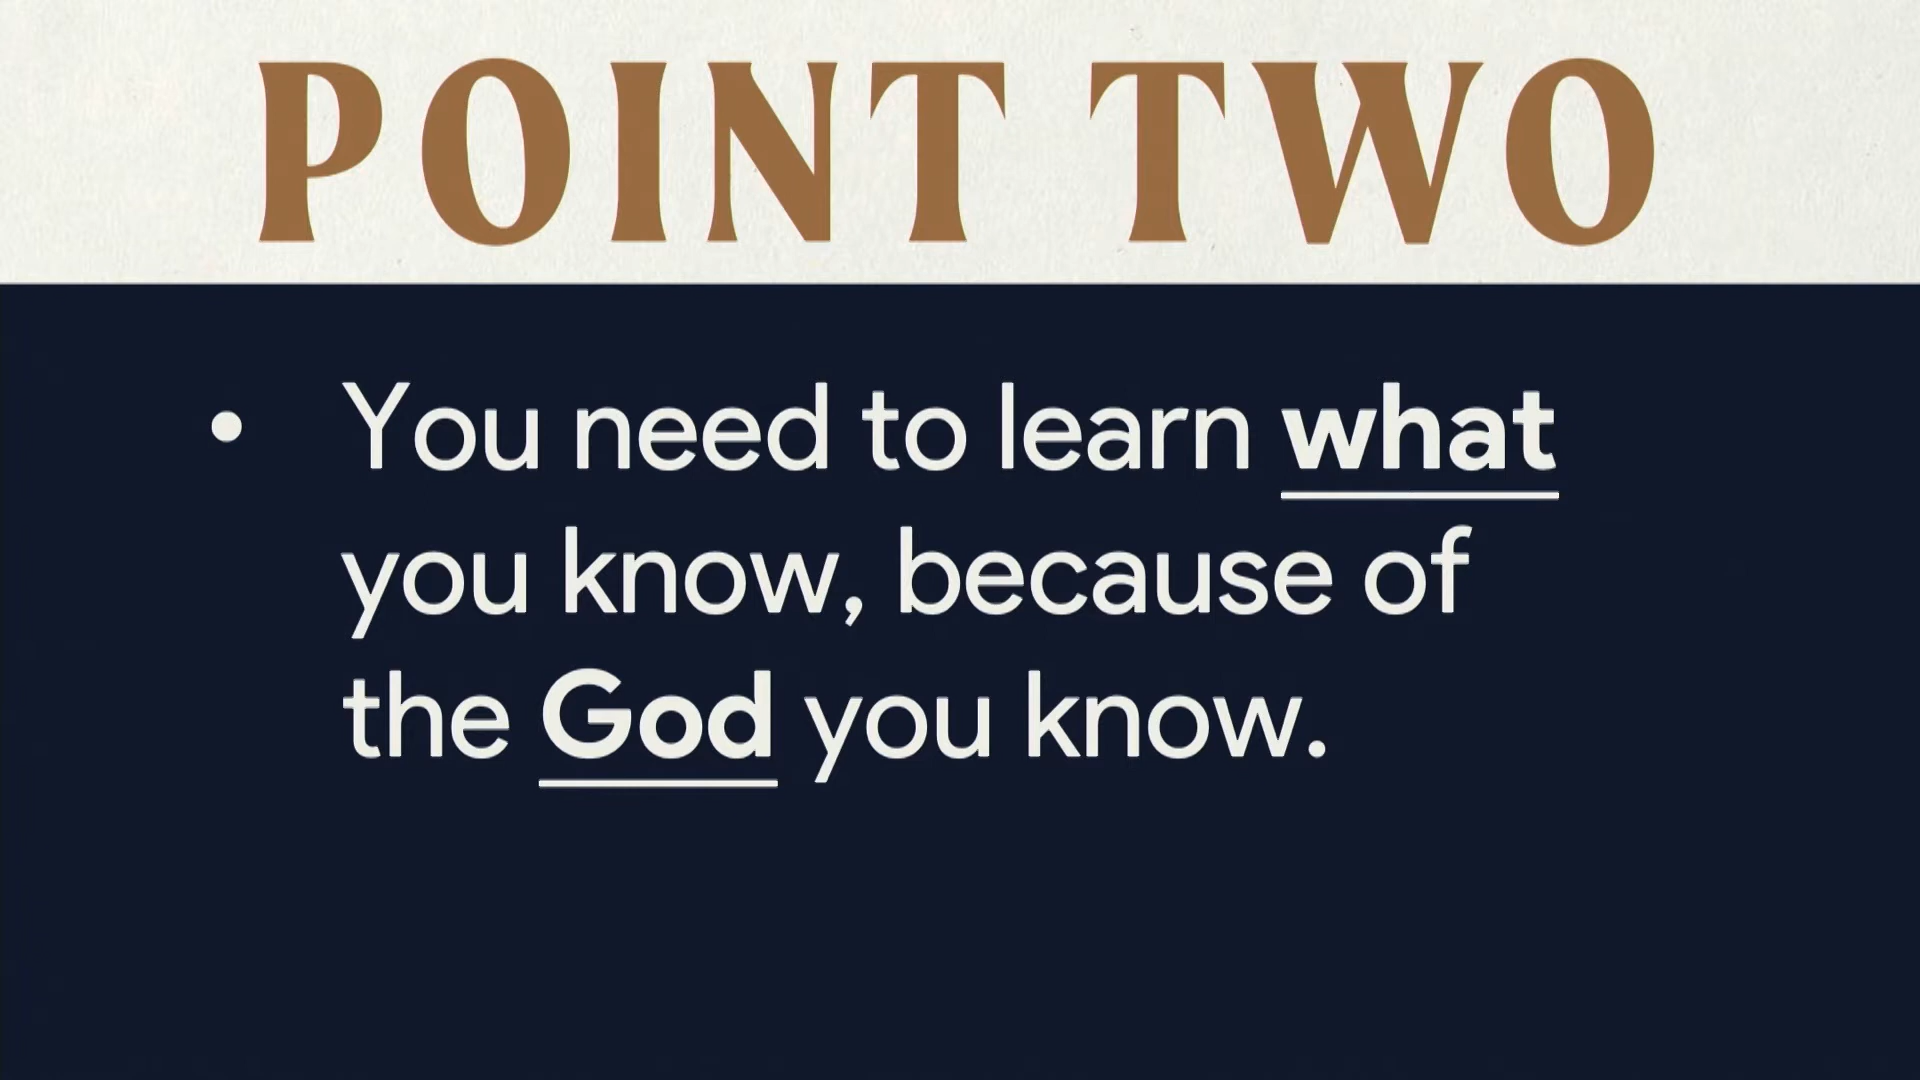 POINT TWO
• You need to learn what
you know, because of
the God you know.